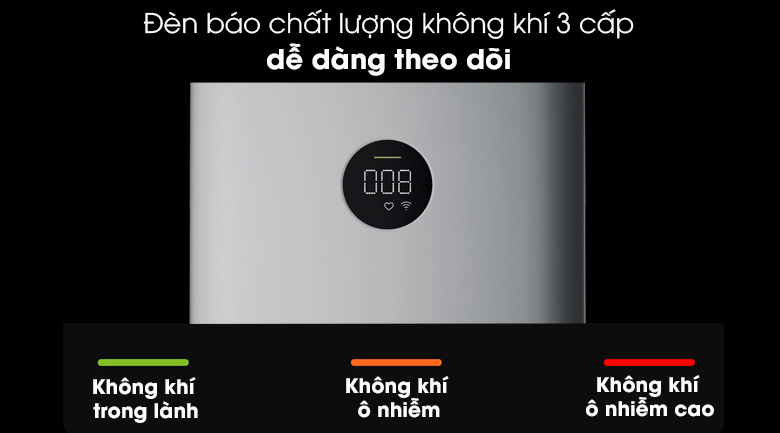 Đèn báo chất lượng không khí 3 cấp
dễ dàng theo dõi
008
Không khí
trong lành
Không khí
ô nhiễm
Không khí
ô nhiễm cao